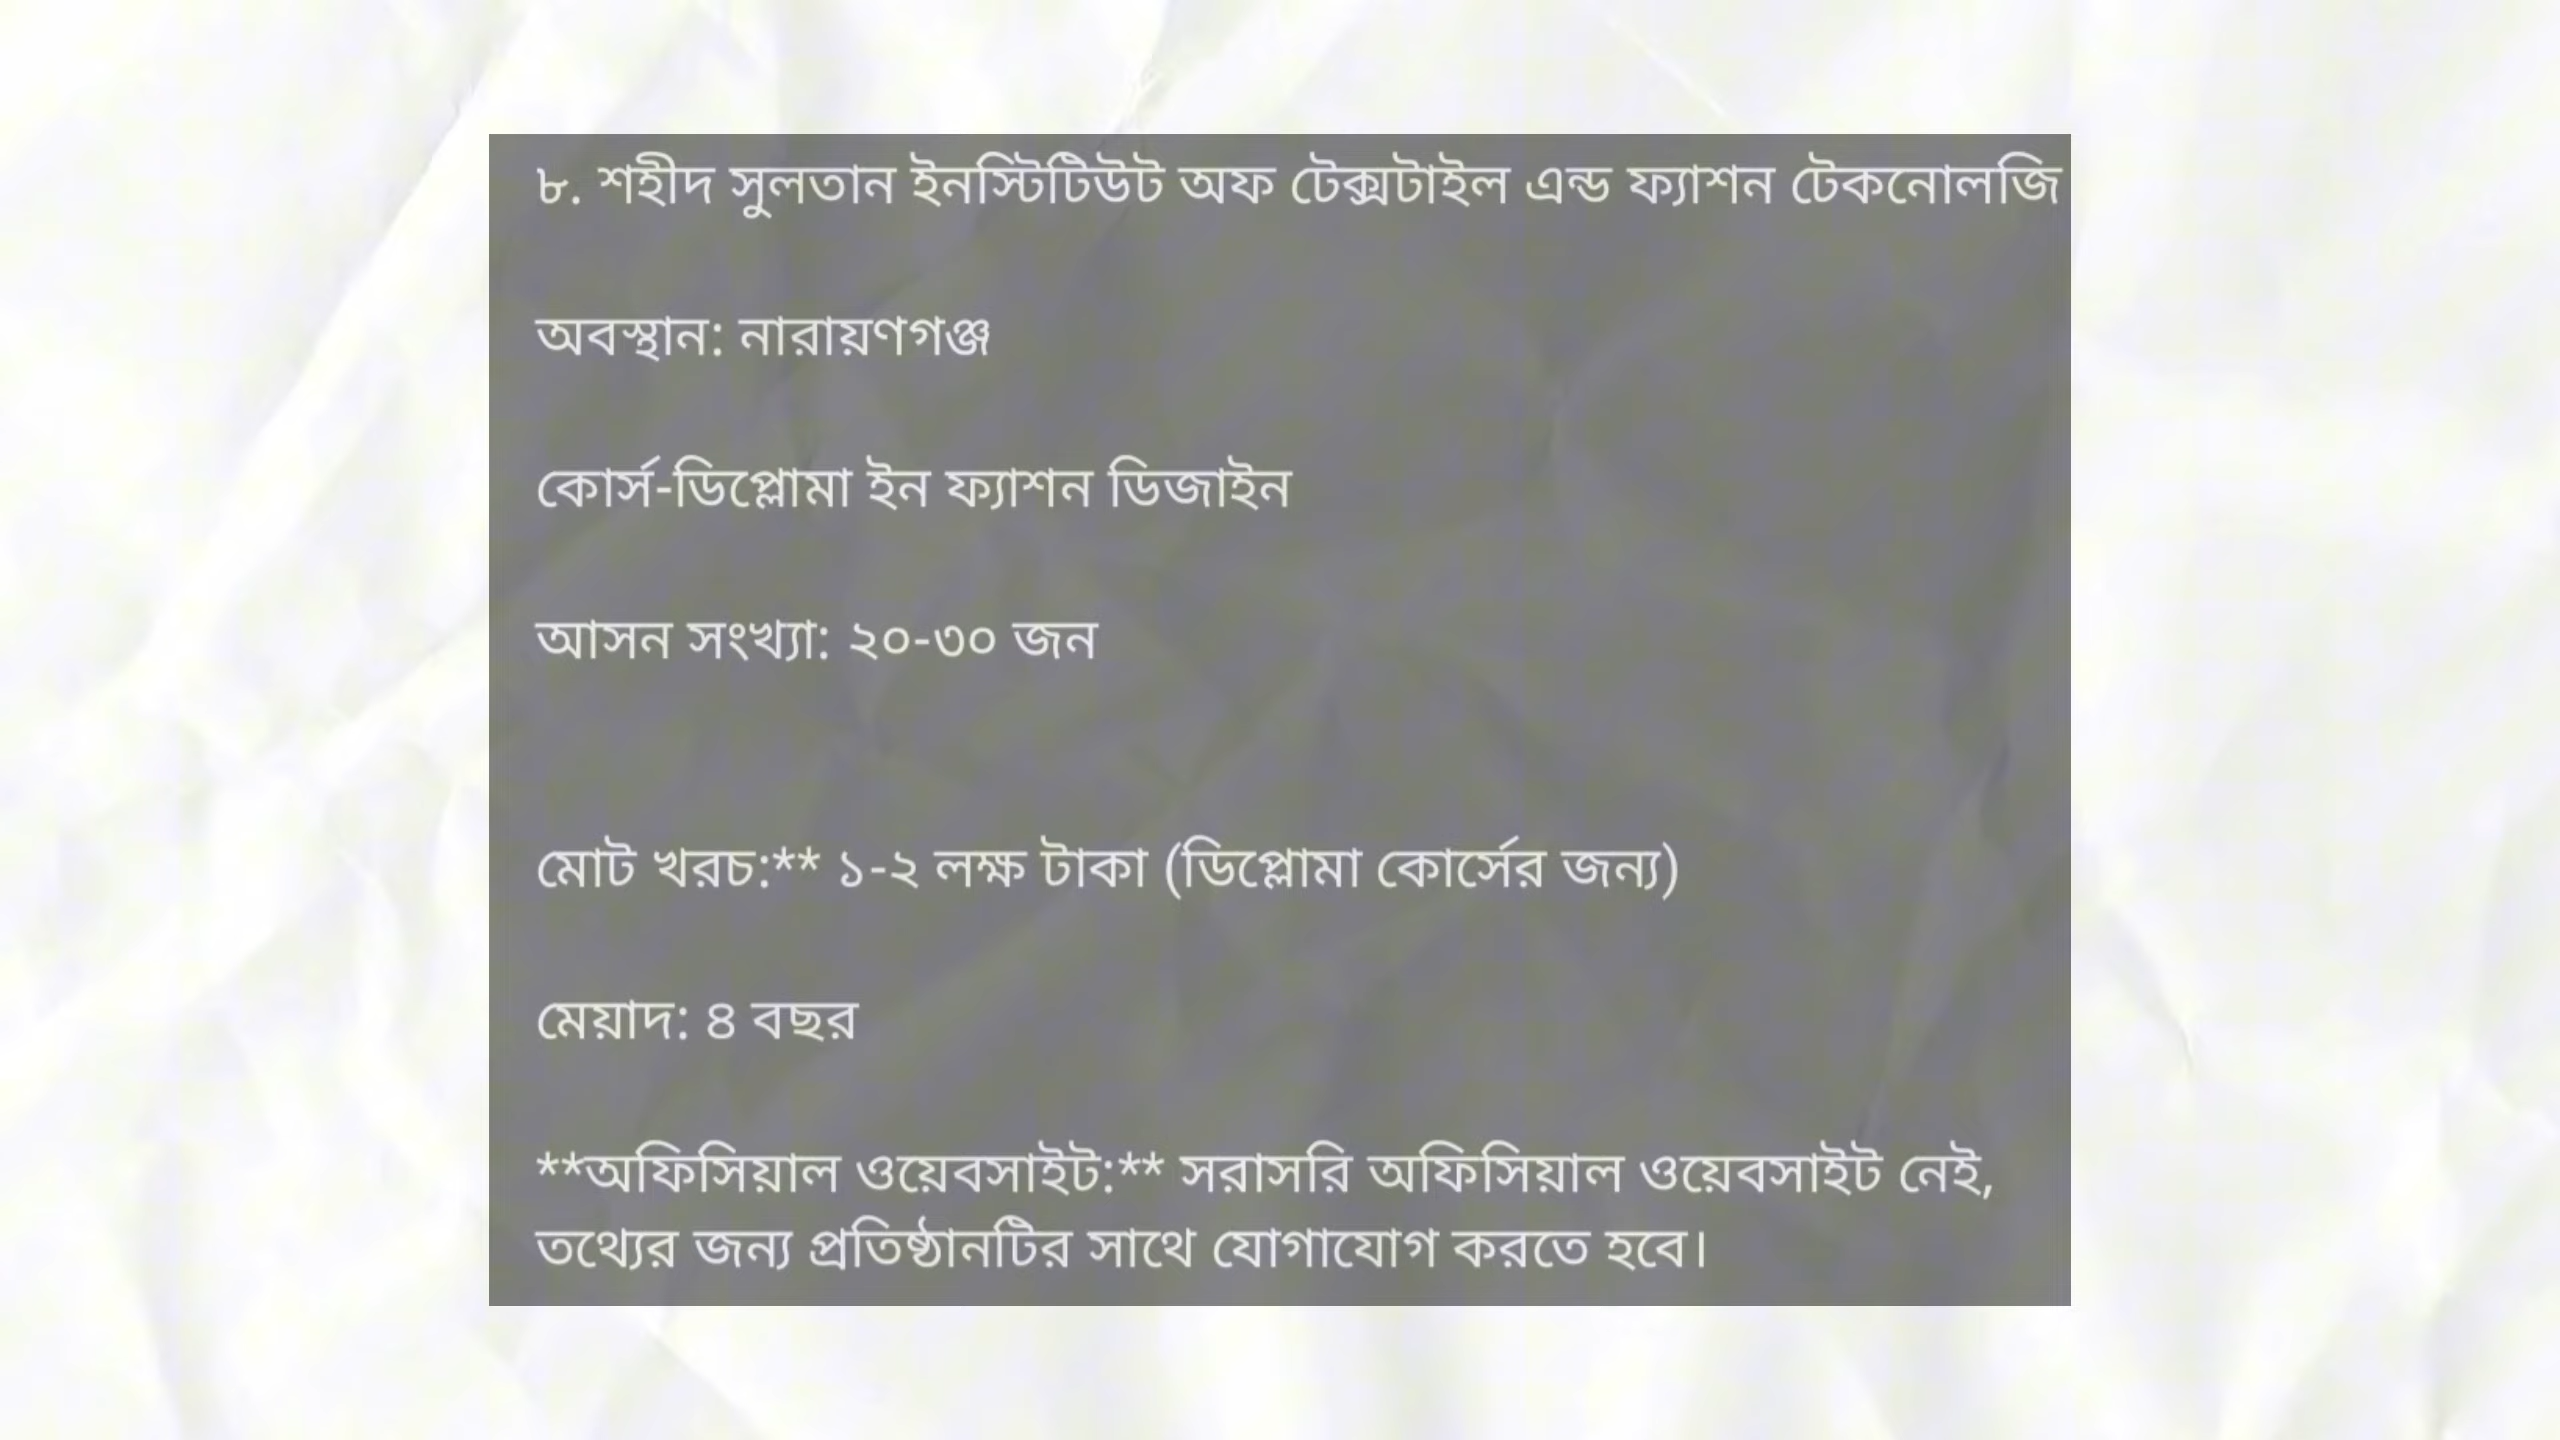 ৮. শহীদ সুলতান ইনস্টিটিউট অফ টেক্সটাইল এন্ড ফ্যাশন টেকনোলজি
অবস্থান: নারায়ণগঞ্জ
কোর্স-ডিপ্লোমা ইন ফ্যাশন ডিজাইন
আসন সংখ্যা: ২০-৩০ জন
মোট খরচ:** ১-২ লক্ষ টাকা (ডিপ্লোমা কোর্সের জন্য)
মেয়াদ: ৪ বছর
**অফিসিয়াল ওয়েবসাইট:** সরাসরি অফিসিয়াল ওয়েবসাইট নেই,
তথ্যের জন্য প্রতিষ্ঠানটির সাথে যোগাযোগ করতে হবে।